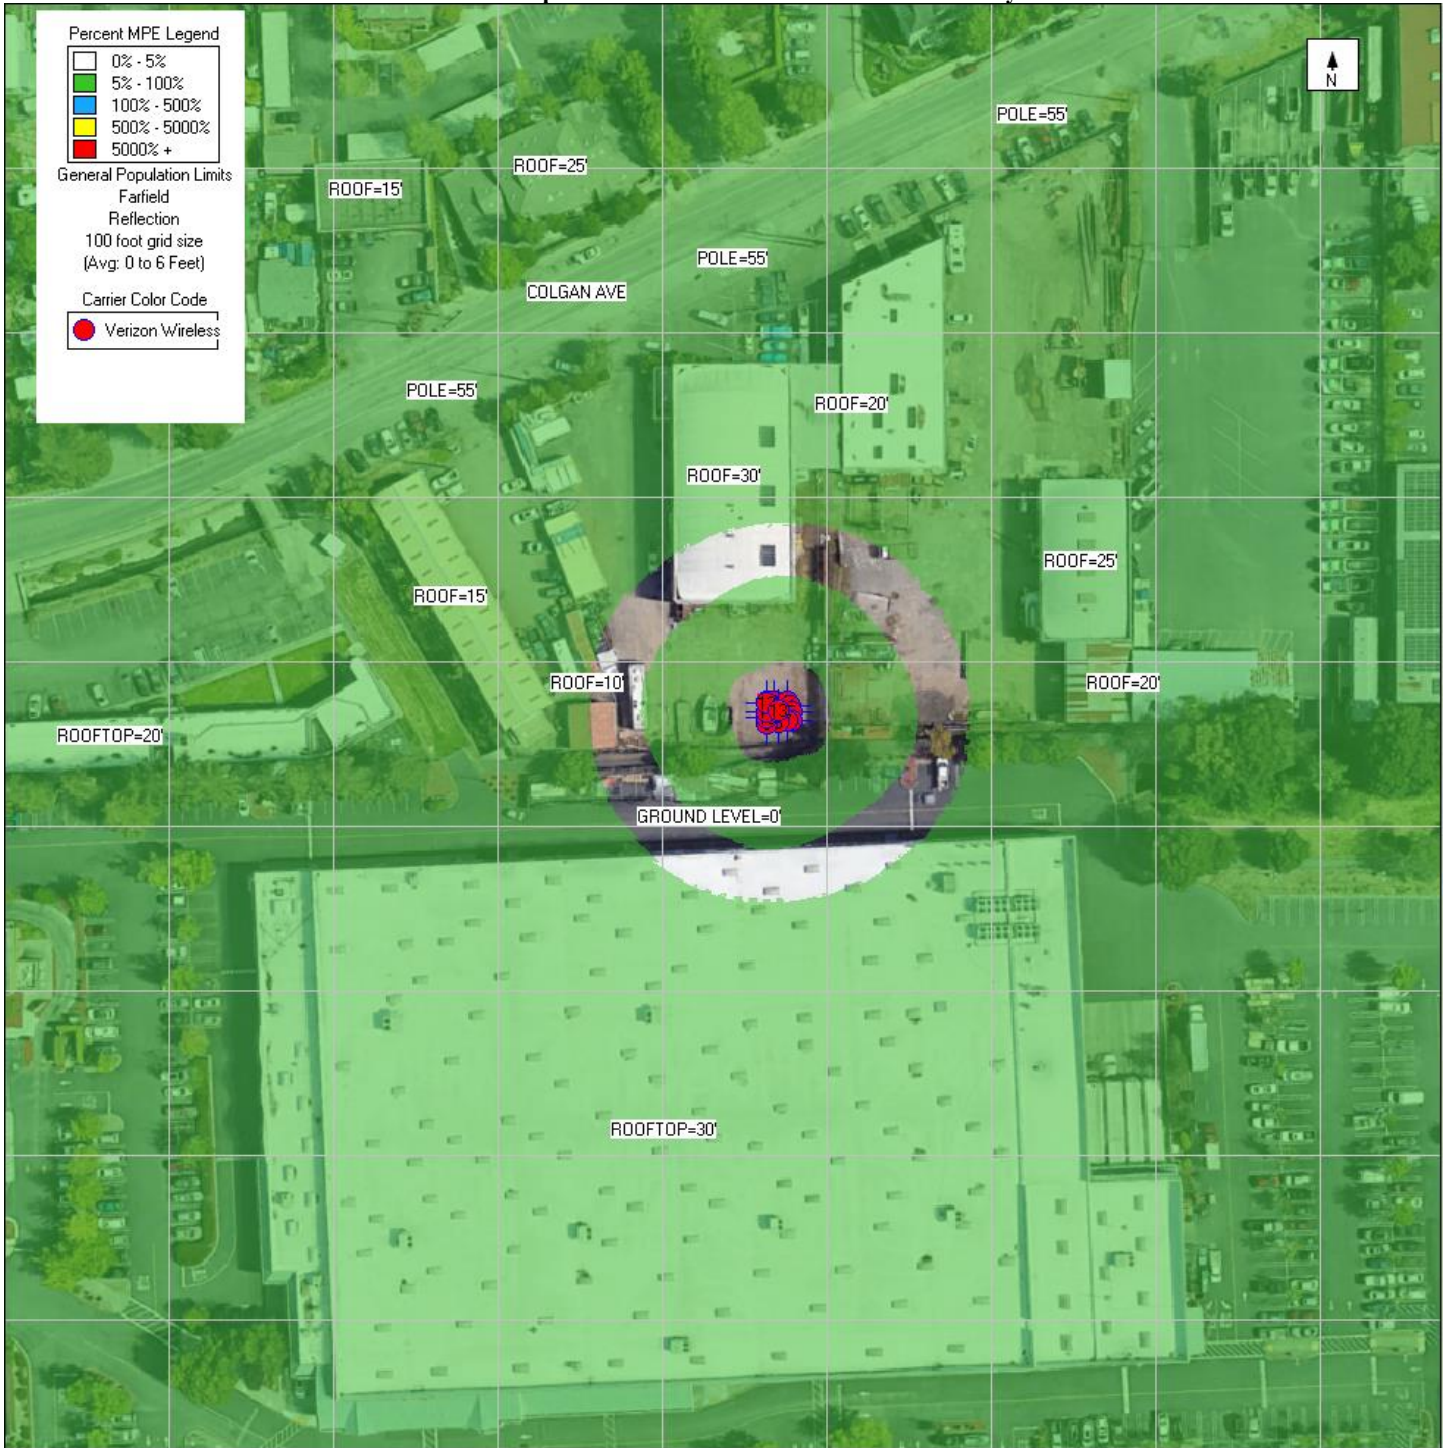 Percent MPE Legend
0% - 5%
5% - 100%
100% - 500%
500% - 5000%
5000% +
General Population Limits
Farfield
Reflection
100 foot grid size
(Avg: 0 to 6 Feet)
Carrier Color Code
Verizon Wireless
N
POLE=55'
ROOF=25'
ROOF=15'
POLE=55'
COLGAN AVE
POLE=55'
ROOF=20'
ROOF=30'
ROOF=25'
ROOF=15'
ROOF=10'
ROOF=20'
ROOFTOP=20'
GROUND LEVEL=0'
ROOFTOP=30'